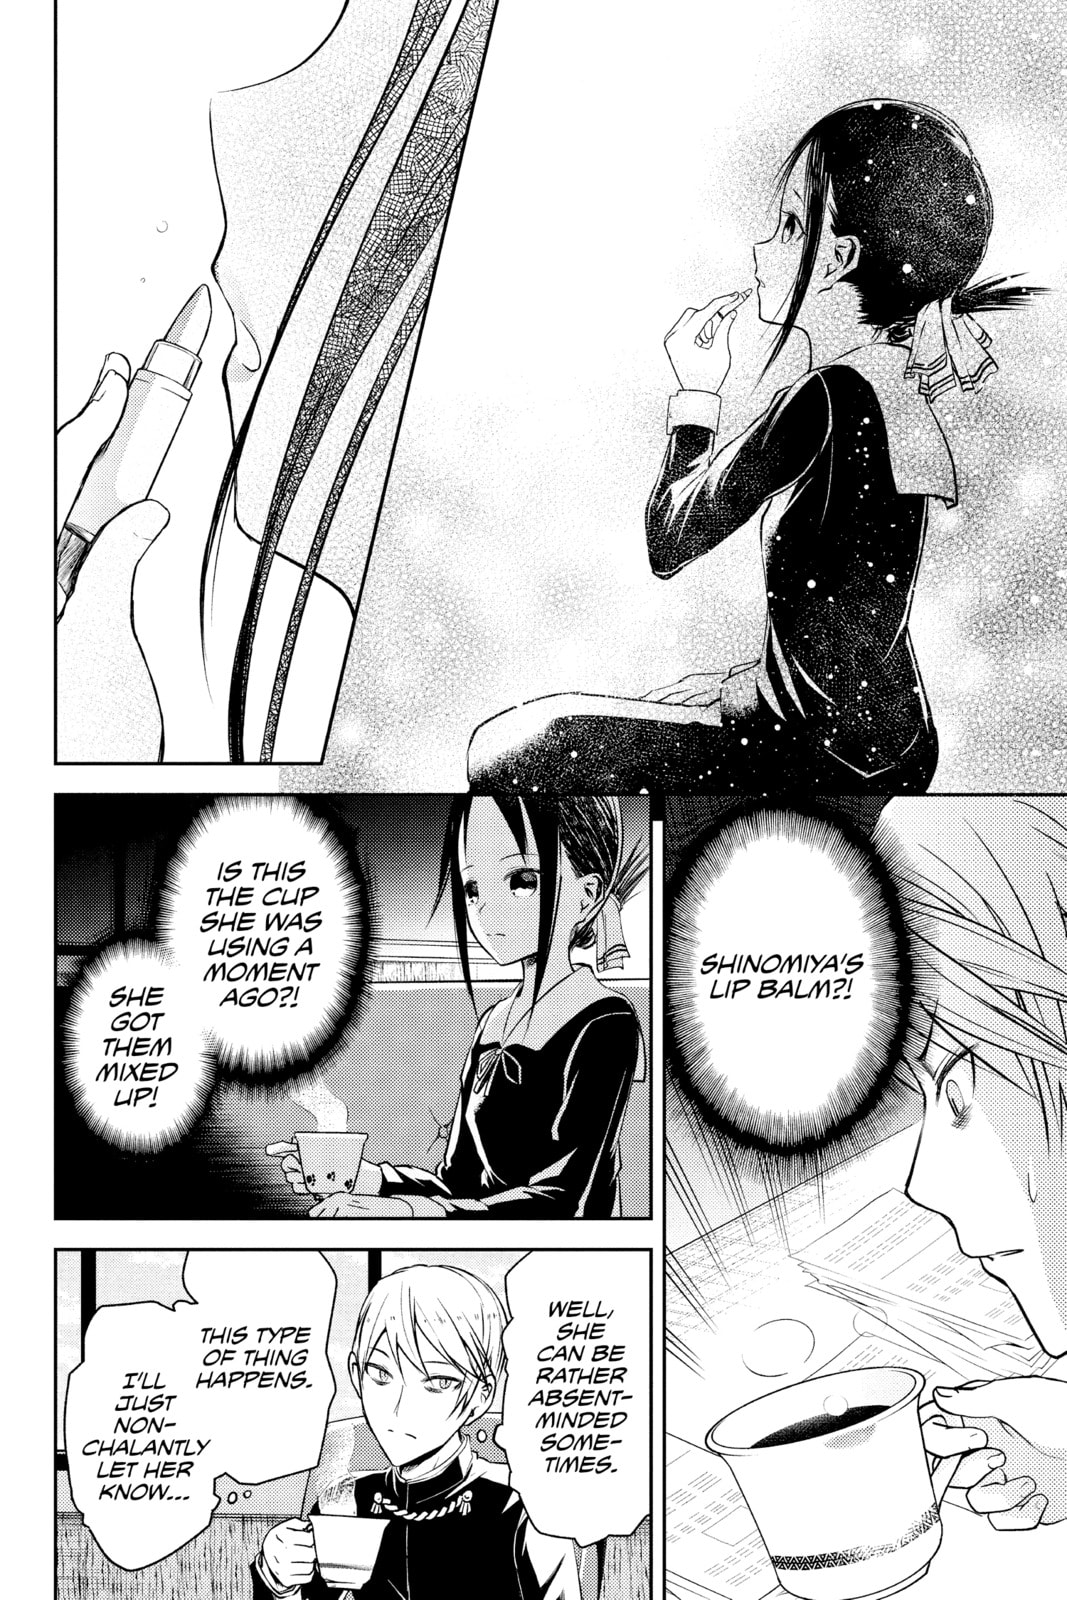 SHINOMIYA'S
LIP BALM?!
IS THIS
THE CUP
SHE WAS
USING A
MOMENT
AGO?!
SHE
GOT
THEM
MIXED
UP!
WELL,
SHE
CAN BE
RATHER
ABSENT-
MINDED
SOME-
TIMES.
THIS TYPE
OF THING
HAPPENS.
I'LL
JUST
NON-
CHALANTLY
LET HER
KNOW...